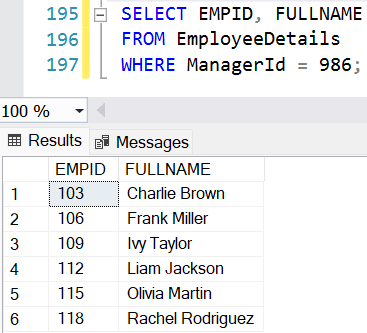 195 SELECT EMPID, FULLNAME
196 FROM EmployeeDetails
197 WHERE ManagerId = 986;
100 %
Results Messages
EMPID FULLNAME
1 103 Charlie Brown
2 106 Frank Miller
3 109 Ivy Taylor
4 112 Liam Jackson
5 115 Olivia Martin
6 118 Rachel Rodriguez